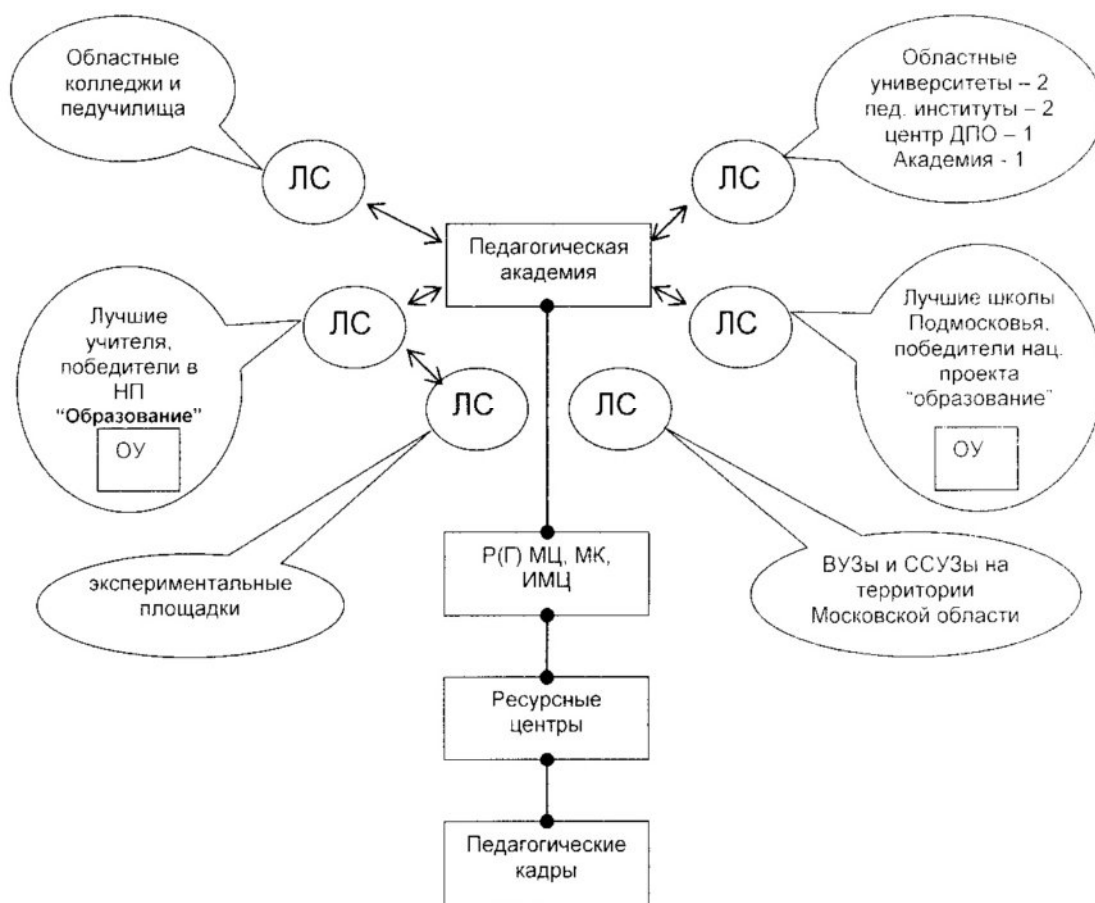 Областные
колледжи и
педучилища
Областные
университеты – 2
пед. институты – 2
центр ДПО – 1
Академия - 1
ЛС
ЛС
Педагогическая
академия
Лучшие
учителя,
победители в
НП
“Образование”
ОУ
ЛС
ЛС
Лучшие школы
Подмосковья,
победители нац.
проекта
“образование”
ОУ
ЛС
ЛС
экспериментальные
площадки
Р(Г) МЦ, МК,
ИМЦ
ВУЗы и ССУЗы на
территории
Московской области
Ресурсные
центры
Педагогические
кадры